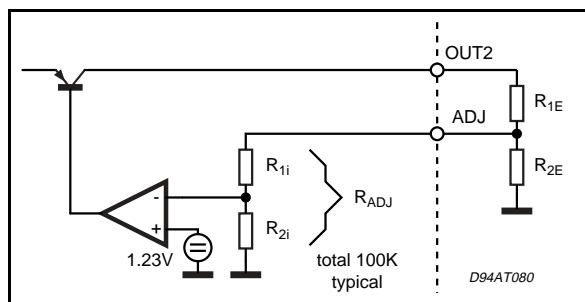 OUT2
R1E
ADJ
R1i
R2E
-
RADJ
+
R2i
1.23V
total 100K
typical
D94AT080